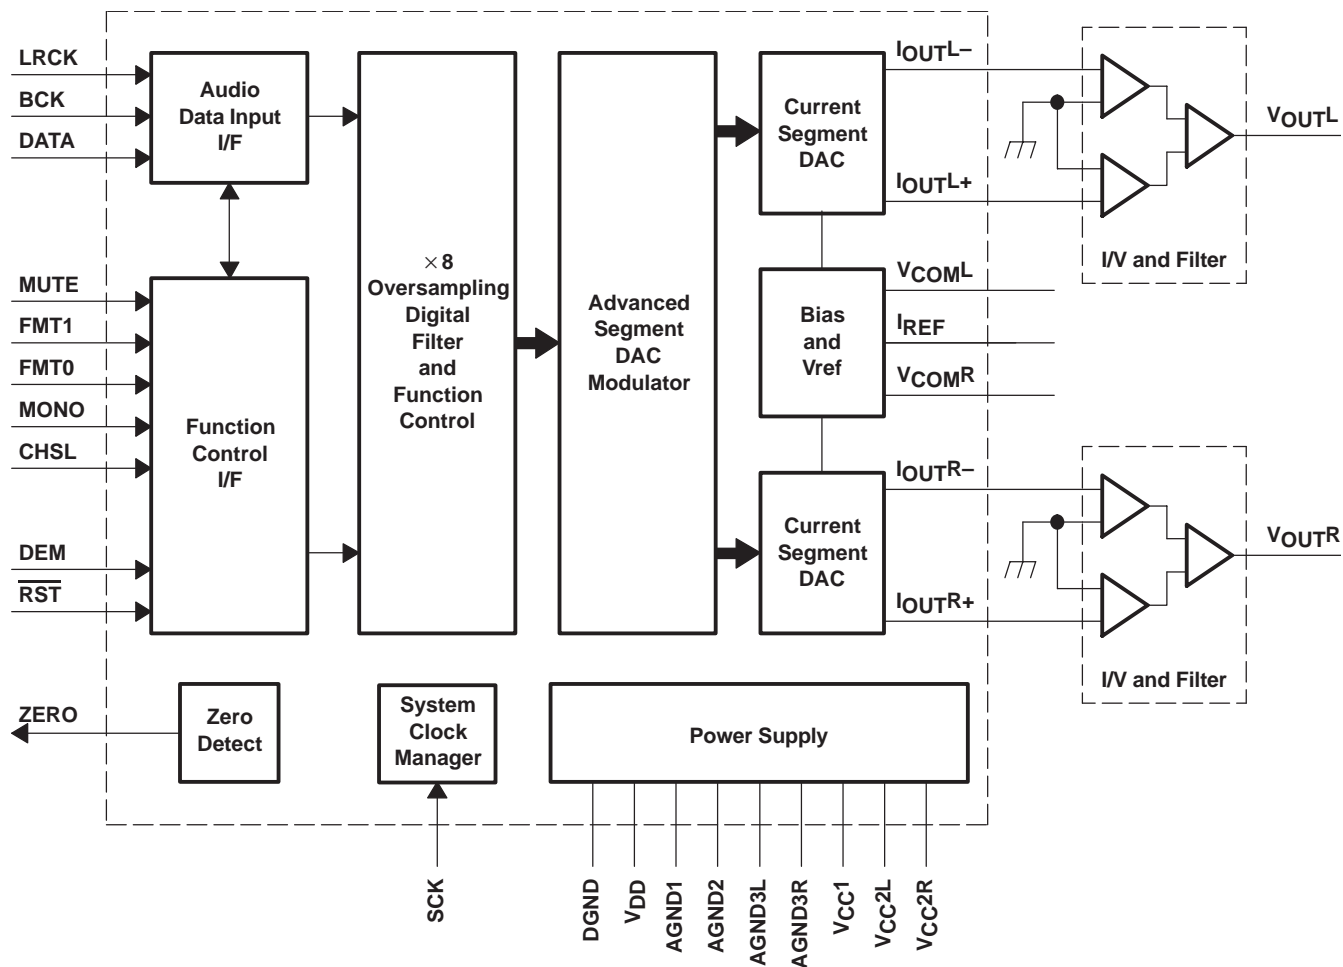 LRCK
BCK
DATA
Audio
Data Input
I/F
MUTE
FMT1
FMT0
MONO
CHSL
DEM
RST
Function
Control
I/F
×8
Oversampling
Digital
Filter
and
Function
Control
Advanced
Segment
DAC
Modulator
Current
Segment
DAC
IOUTL–
IOUTL+
Bias
and
Vref
VCOML
IREF
VCOMR
Current
Segment
DAC
IOUTR–
IOUTR+
I/V and Filter
VOUTL
I/V and Filter
VOUTR
ZERO
Zero
Detect
System
Clock
Manager
Power Supply
SCK
DGND
VDD
AGND1
AGND2
AGND3L
AGND3R
VCC1
VCC2L
VCC2R